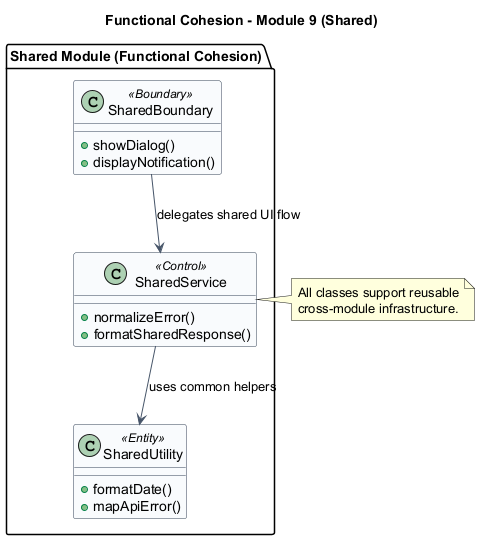 Functional Cohesion - Module 9 (Shared)
Shared Module (Functional Cohesion)
C
«Boundary»
SharedBoundary
showDialog()
displayNotification()
delegates shared UI flow
C
«Control»
SharedService
normalizeError()
formatSharedResponse()
All classes support reusable
cross-module infrastructure.
uses common helpers
C
«Entity»
SharedUtility
formatDate()
mapApiError()